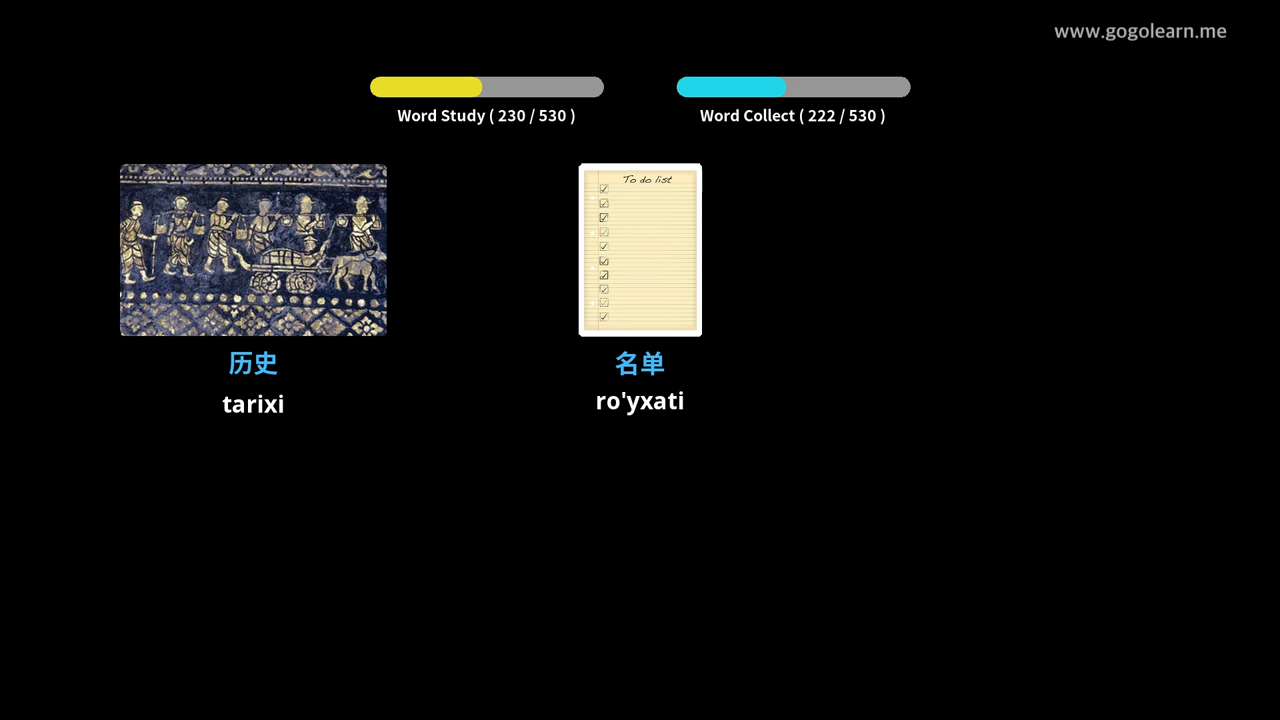 www.gogolearn.me
Word Study ( 230 / 530 )
Word Collect ( 222 / 530 )
To do list
历史
tarixi
名单
ro'yxati